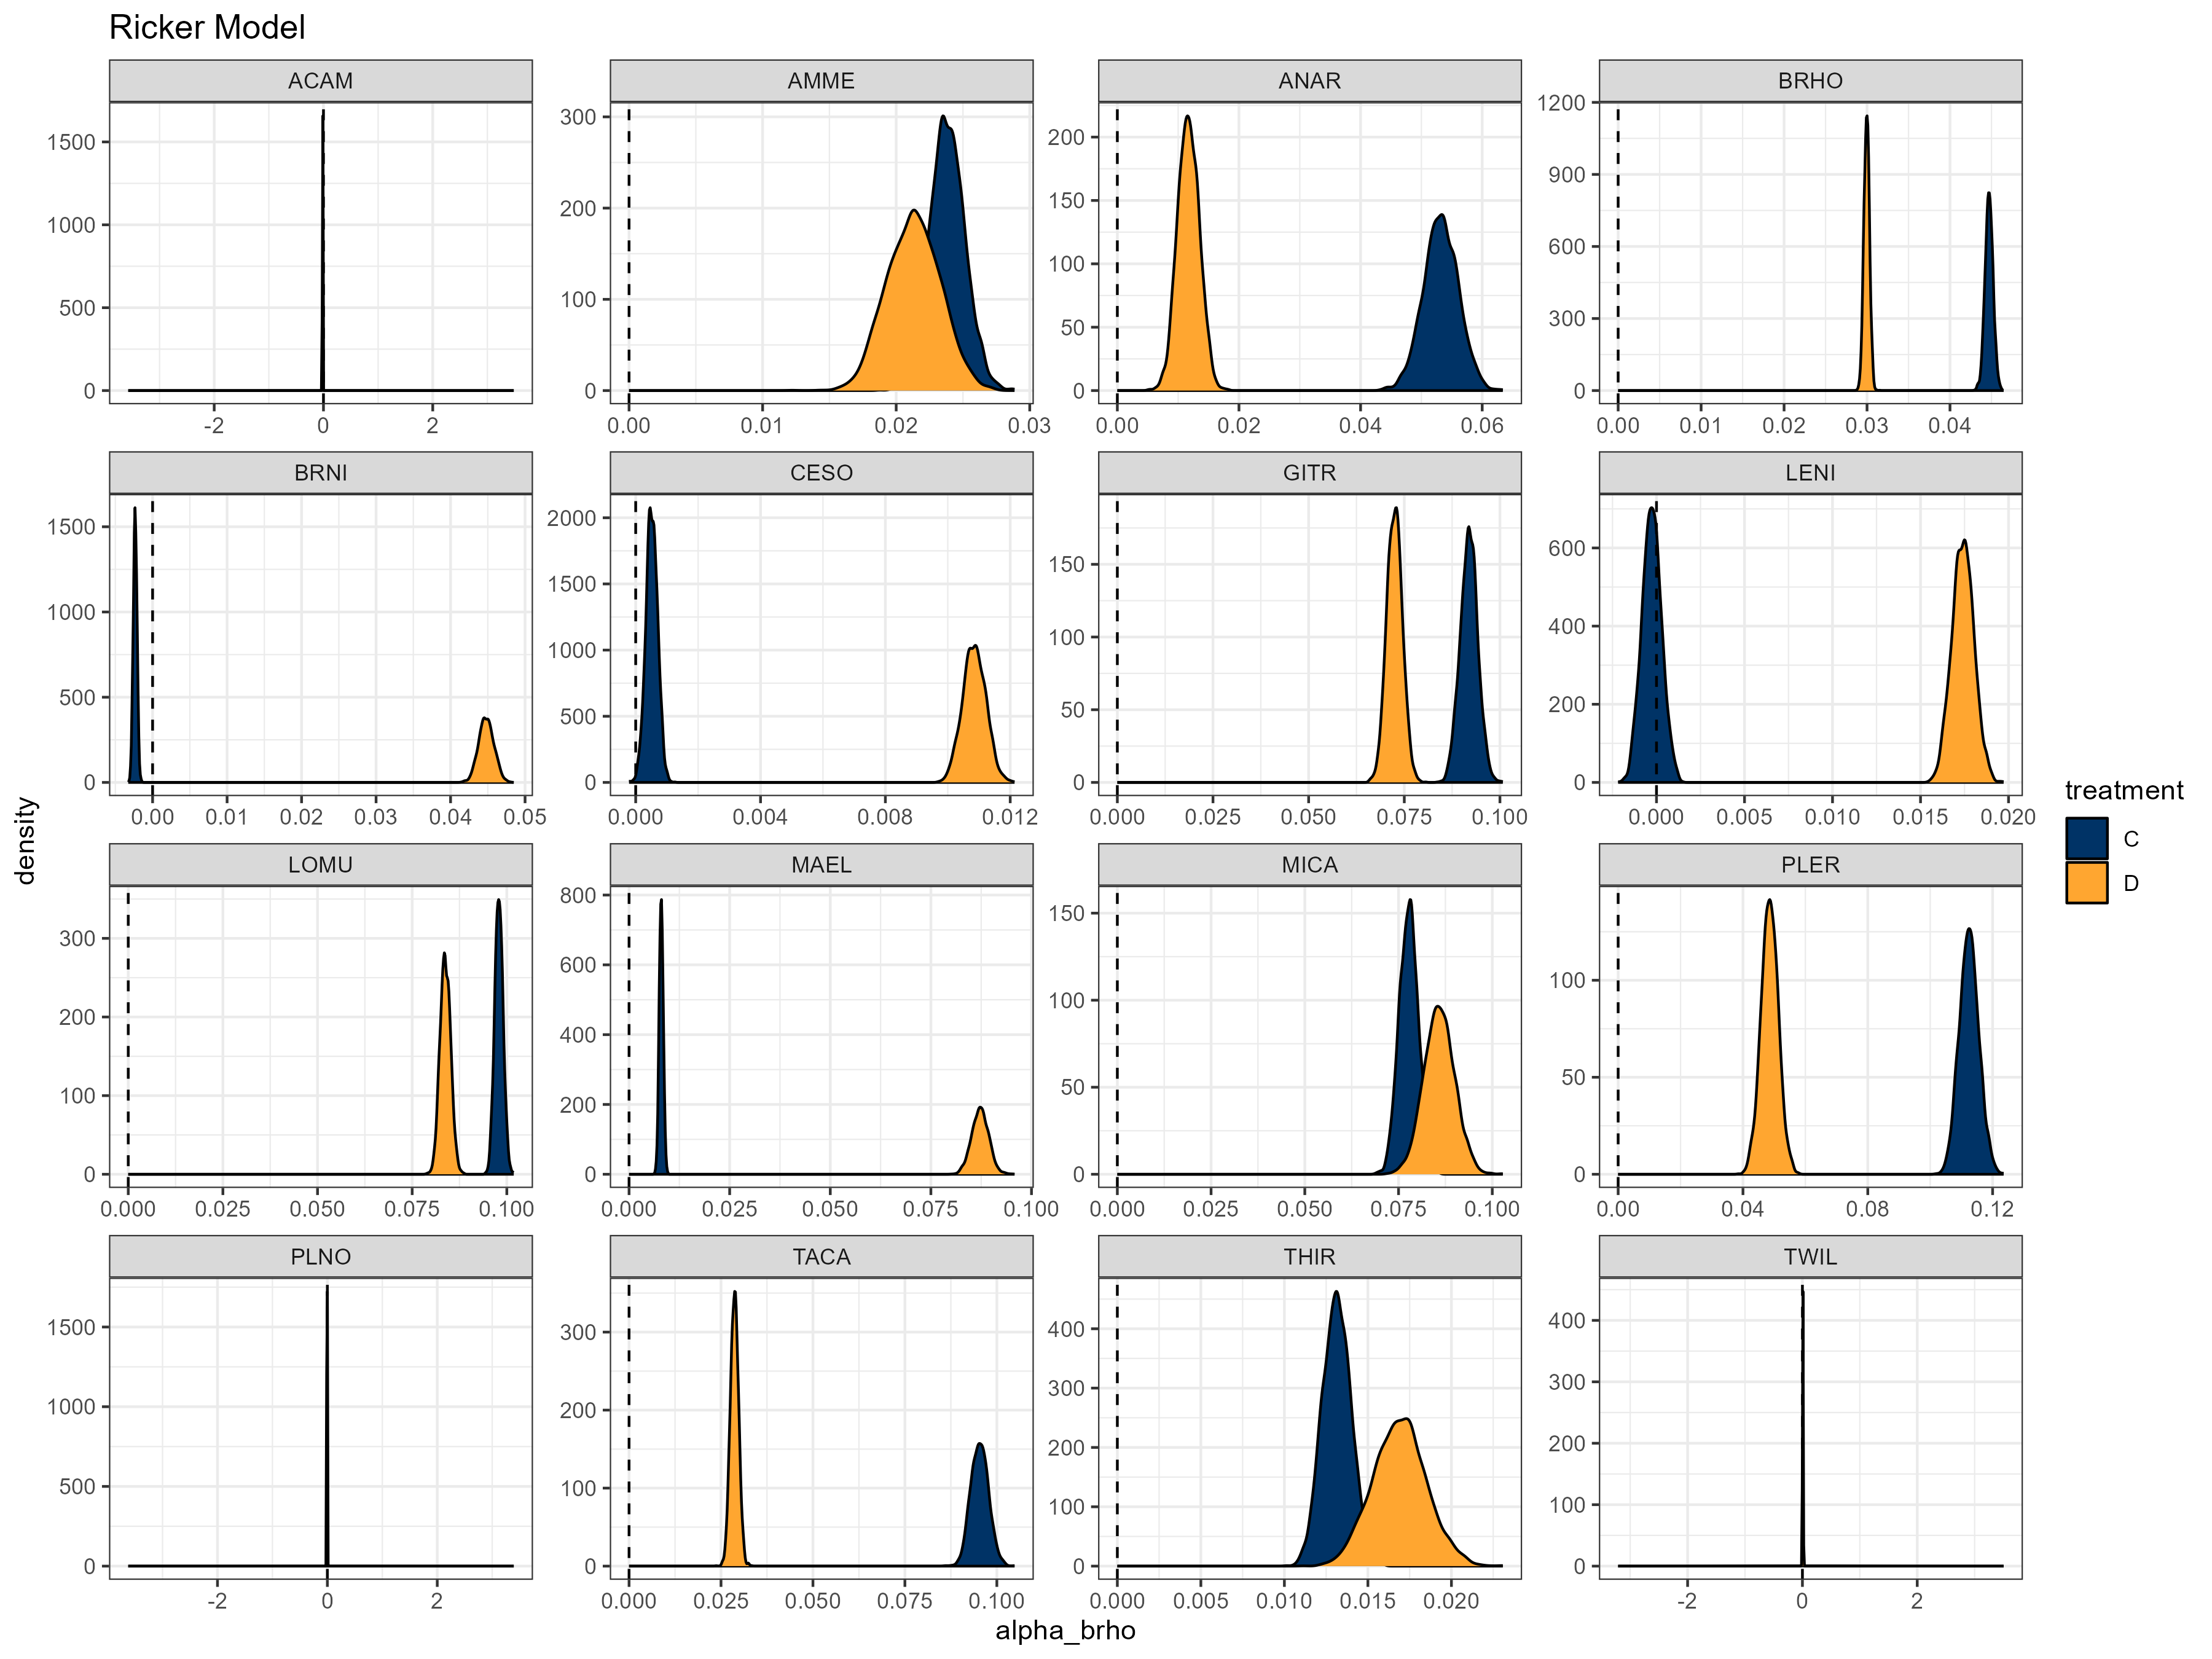 Ricker Model
ACAM AMME ANAR BRHO
1500 1000 500 0
-2 0 2
300 200 100 0
0.00 0.01 0.02 0.03
200 150 100 50 0
0.00 0.02 0.04 0.06
1200 900 600 300 0
0.00 0.01 0.02 0.03 0.04
BRNI CESO GITR LENI
1500 1000 500 0
0.00 0.01 0.02 0.03 0.04 0.05
2000 1500 1000 500 0
0.000 0.004 0.008 0.012
150 100 50 0
0.000 0.025 0.050 0.075 0.100
600 400 200 0
0.000 0.005 0.010 0.015 0.020
LOMU MAEL MICA PLER
300 200 100 0
0.000 0.025 0.050 0.075 0.100
800 600 400 200 0
0.000 0.025 0.050 0.075 0.100
150 100 50 0
0.000 0.025 0.050 0.075 0.100
100 50 0
0.00 0.04 0.08 0.12
PLNO TACA THIR TWIL
1500 1000 500 0
-2 0 2
300 200 100 0
0.000 0.025 0.050 0.075 0.100
400 300 200 100 0
0.000 0.005 0.010 0.015 0.020
400 300 200 100 0
-2 0 2
density
alpha_brho
treatment
C
D